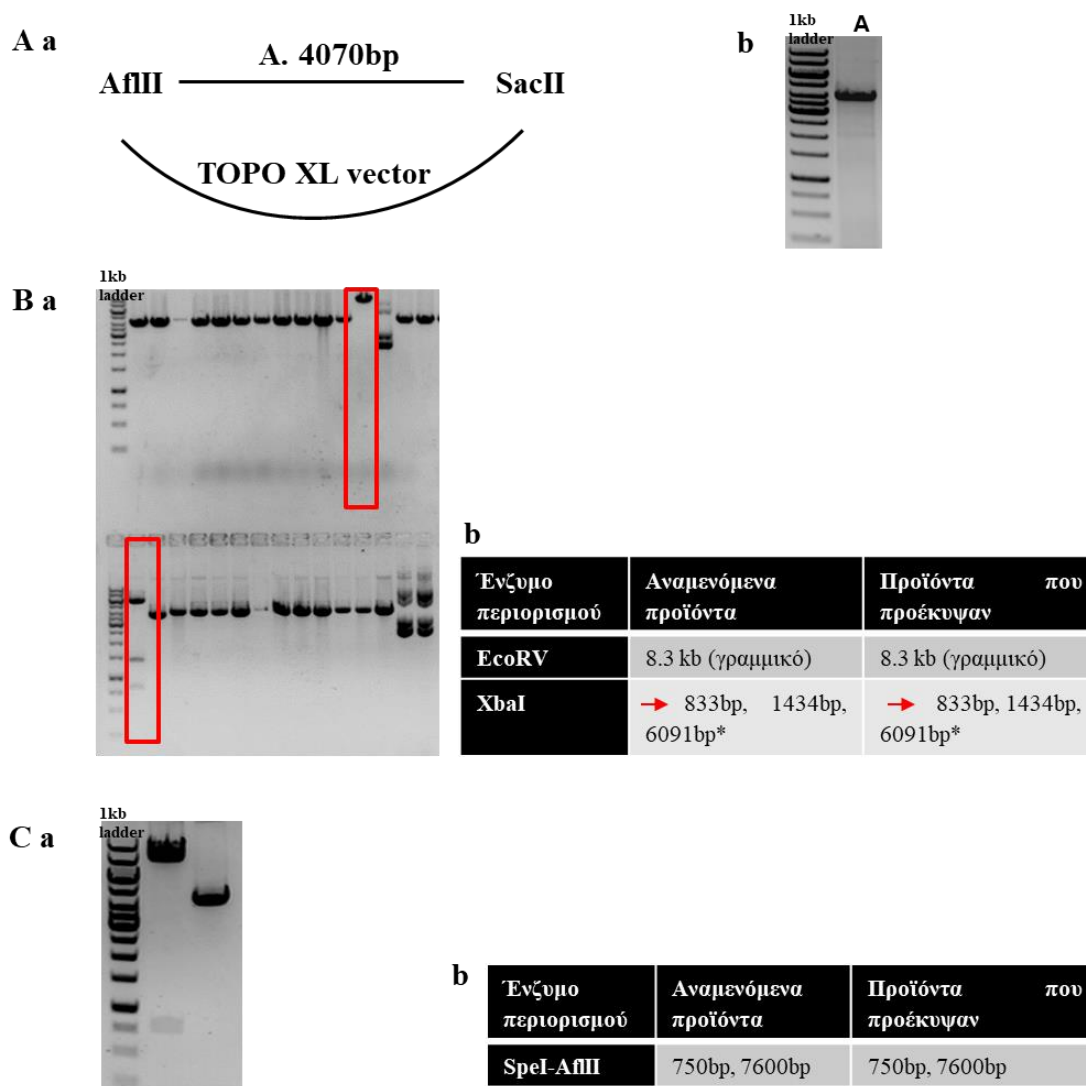 A a
A. 4070bp
AflII
SacII
TOPO XL vector
b
1kb
ladder
A
B a
1kb
ladder
b
Ένζυμο περιορισμού
Αναμενόμενα προϊόντα
Προϊόντα που προέκυψαν
EcoRV
8.3 kb (γραμμικό)
8.3 kb (γραμμικό)
XbaI
833bp, 1434bp,
6091bp*
833bp, 1434bp,
6091bp*
C a
1kb
ladder
b
Ένζυμο περιορισμού
Αναμενόμενα προϊόντα
Προϊόντα που προέκυψαν
SpeI-AflII
750bp, 7600bp
750bp, 7600bp